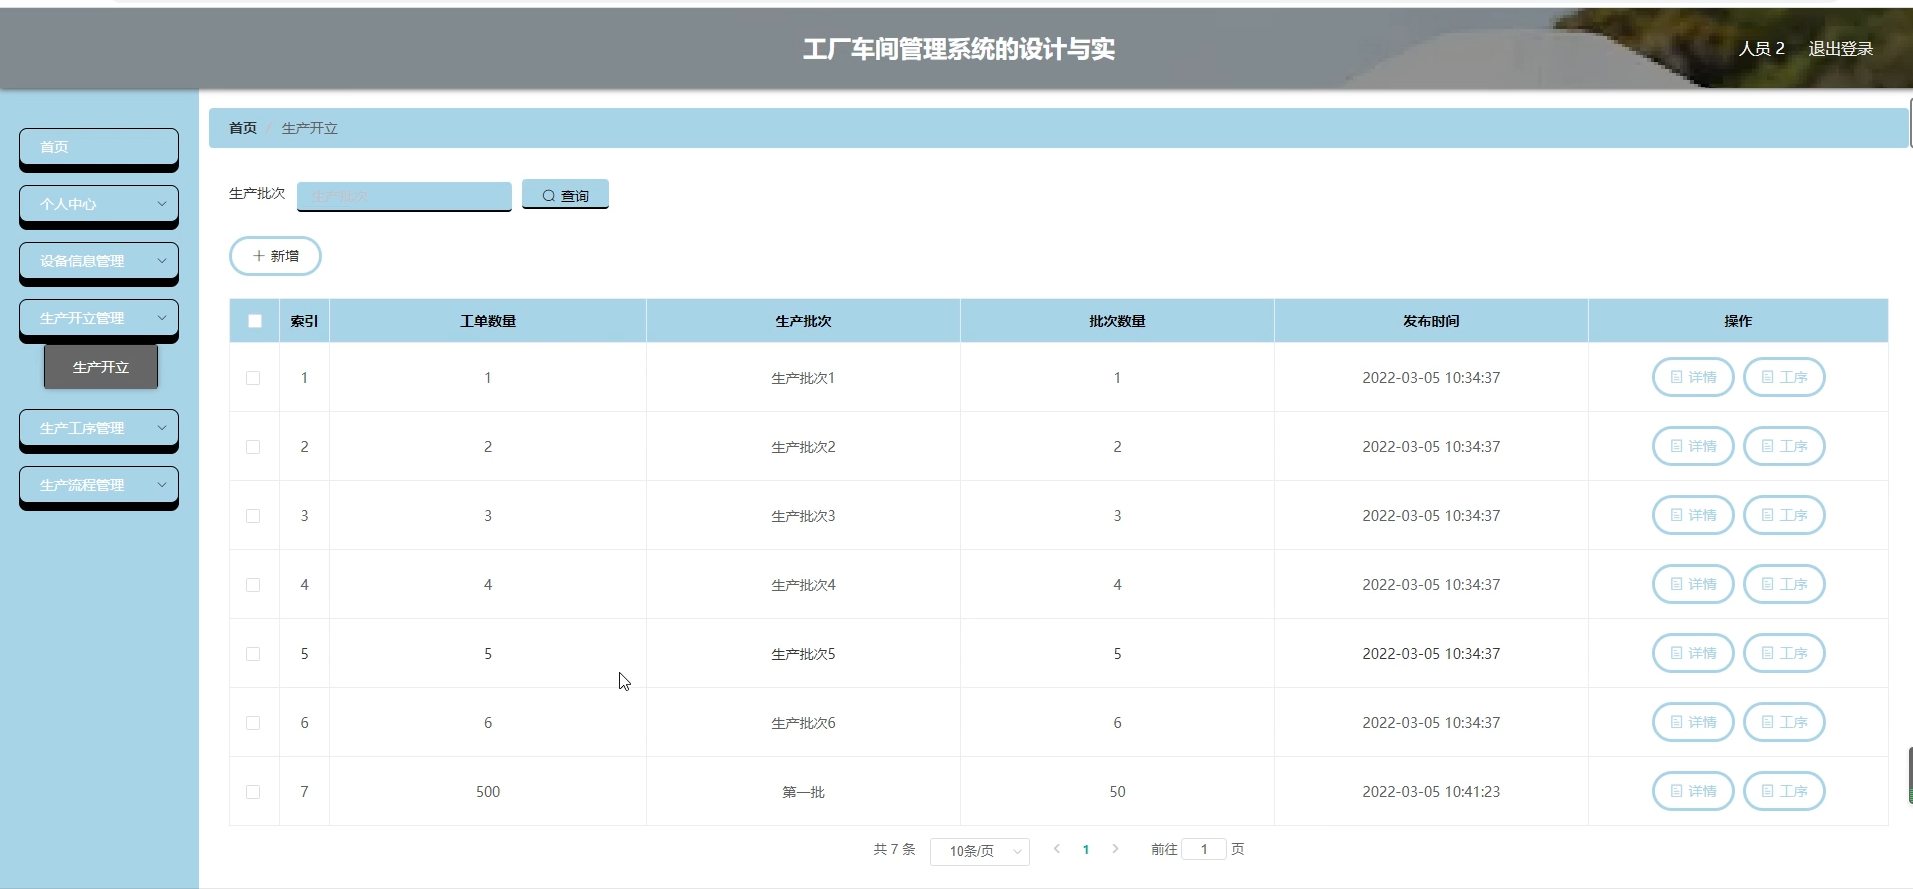 工厂车间管理系统的设计与实
人员 2 退出登录
首页
个人中心
设备信息管理
生产开立管理
生产开立
生产工序管理
生产流程管理
首页 / 生产开立
生产批次 生产批次 查询
新增
索引 工单数量 生产批次 批次数量 发布时间 操作
1 1 生产批次1 1 2022-03-05 10:34:37 详情 工序
2 2 生产批次2 2 2022-03-05 10:34:37 详情 工序
3 3 生产批次3 3 2022-03-05 10:34:37 详情 工序
4 4 生产批次4 4 2022-03-05 10:34:37 详情 工序
5 5 生产批次5 5 2022-03-05 10:34:37 详情 工序
6 6 生产批次6 6 2022-03-05 10:34:37 详情 工序
7 500 第一批 50 2022-03-05 10:41:23 详情 工序
共 7 条 10条/页 1 前往 1 页